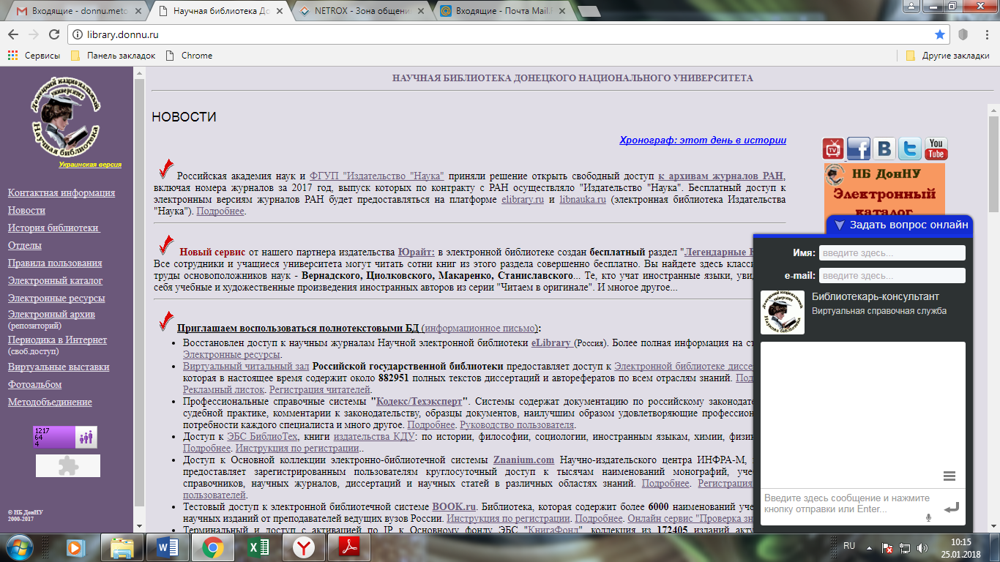 Входящие - donnu.meto
Научная библиотека До
NETROX - Зона общени
Входящие - Почта Mail.
library.donnu.ru
Сервисы
Панель закладок
Chrome
Другие закладки
Донецкий национальный университет
Научная библиотека
Украинская версия
Контактная информация
Новости
История библиотеки
Отделы
Правила пользования
Электронный каталог
Электронные ресурсы
Электронный архив
(репозиторий)
Периодика в Интернет
(своб.доступ)
Виртуальные выставки
Фотоальбом
Методобъединение
1217
64
4
© НБ ДонНУ
2000-2017
НАУЧНАЯ БИБЛИОТЕКА ДОНЕЦКОГО НАЦИОНАЛЬНОГО УНИВЕРСИТЕТА
НОВОСТИ
Хронограф: этот день в истории
Российская академия наук и ФГУП "Издательство "Наука" приняли решение открыть свободный доступ к архивам журналов РАН,
включая номера журналов за 2017 год, выпуск которых по контракту с РАН осуществляло "Издательство "Наука". Бесплатный доступ к
электронным версиям журналов РАН будет предоставляться на платформе elibrary.ru и libnauka.ru (электронная библиотека Издательства
"Наука"). Подробнее.
Новый сервис от нашего партнера издательства Юрайт: в электронной библиотеке создан бесплатный раздел "Легендарные К
Все сотрудники и учащиеся университета могут читать сотни книг из этого раздела совершенно бесплатно. Вы найдете здесь класс
труды основоположников наук - Вернадского, Циолковского, Макаренко, Станиславского... Те, кто учат иностранные языки, увид
себя учебные и художественные произведения иностранных авторов из серии "Читаем в оригинале". И многое другое...
Приглашаем воспользоваться полнотекстовыми БД (информационное письмо):
Восстановлен доступ к научным журналам Научной электронной библиотеки eLibrary (Россия). Более полная информация на ст
Электронные ресурсы.
Виртуальный читальный зал Российской государственной библиотеки предоставляет доступ к Электронной библиотеке диссе
которая в настоящее время содержит около 882951 полных текстов диссертаций и авторефератов по всем отраслям знаний. Под
Рекламный листок. Регистрация читателей.
Профессиональные справочные системы "Кодекс/Техэксперт". Системы содержат документацию по российскому законодате
судебной практике, комментарии к законодательству, образцы документов, наилучшим образом удовлетворяющие профессион
потребности каждого специалиста и много другое. Подробнее. Руководство пользователя.
Доступ к ЭБС БиблиоТех, книги издательства КДУ: по истории, философии, социологии, иностранным языкам, химии, физик
Подробнее. Инструкция по регистрации..
Доступ к Основной коллекции электронно-библиотечной системы Znanium.com Научно-издательского центра ИНФРА-М,
предоставляет зарегистрированным пользователям круглосуточный доступ к тысячам наименований монографий, уче
справочников, научных журналов, диссертаций и научных статей в различных областях знаний. Подробнее. Регистрация
пользователей.
Тестовый доступ к электронной библиотечной системе BOOK.ru. Библиотека, которая содержит более 6000 наименований уче
научных изданий от преподавателей ведущих вузов России. Инструкция по регистрации. Подробнее. Онлайн сервис "Проверка зн
Терминальный и доступ с активацией по IP к Основному фонду ЭБС "КнигаФонд", коллекция из 172405 изданий акту
TV
You
Tube
НБ ДонНУ
Электронный
каталог
Задать вопрос онлайн
Имя: введите здесь...
e-mail: введите здесь...
Библиотекарь-консультант
Виртуальная справочная служба
Введите здесь сообщение и нажмите
кнопку отправки или Enter...
RU
10:15
25.01.2018